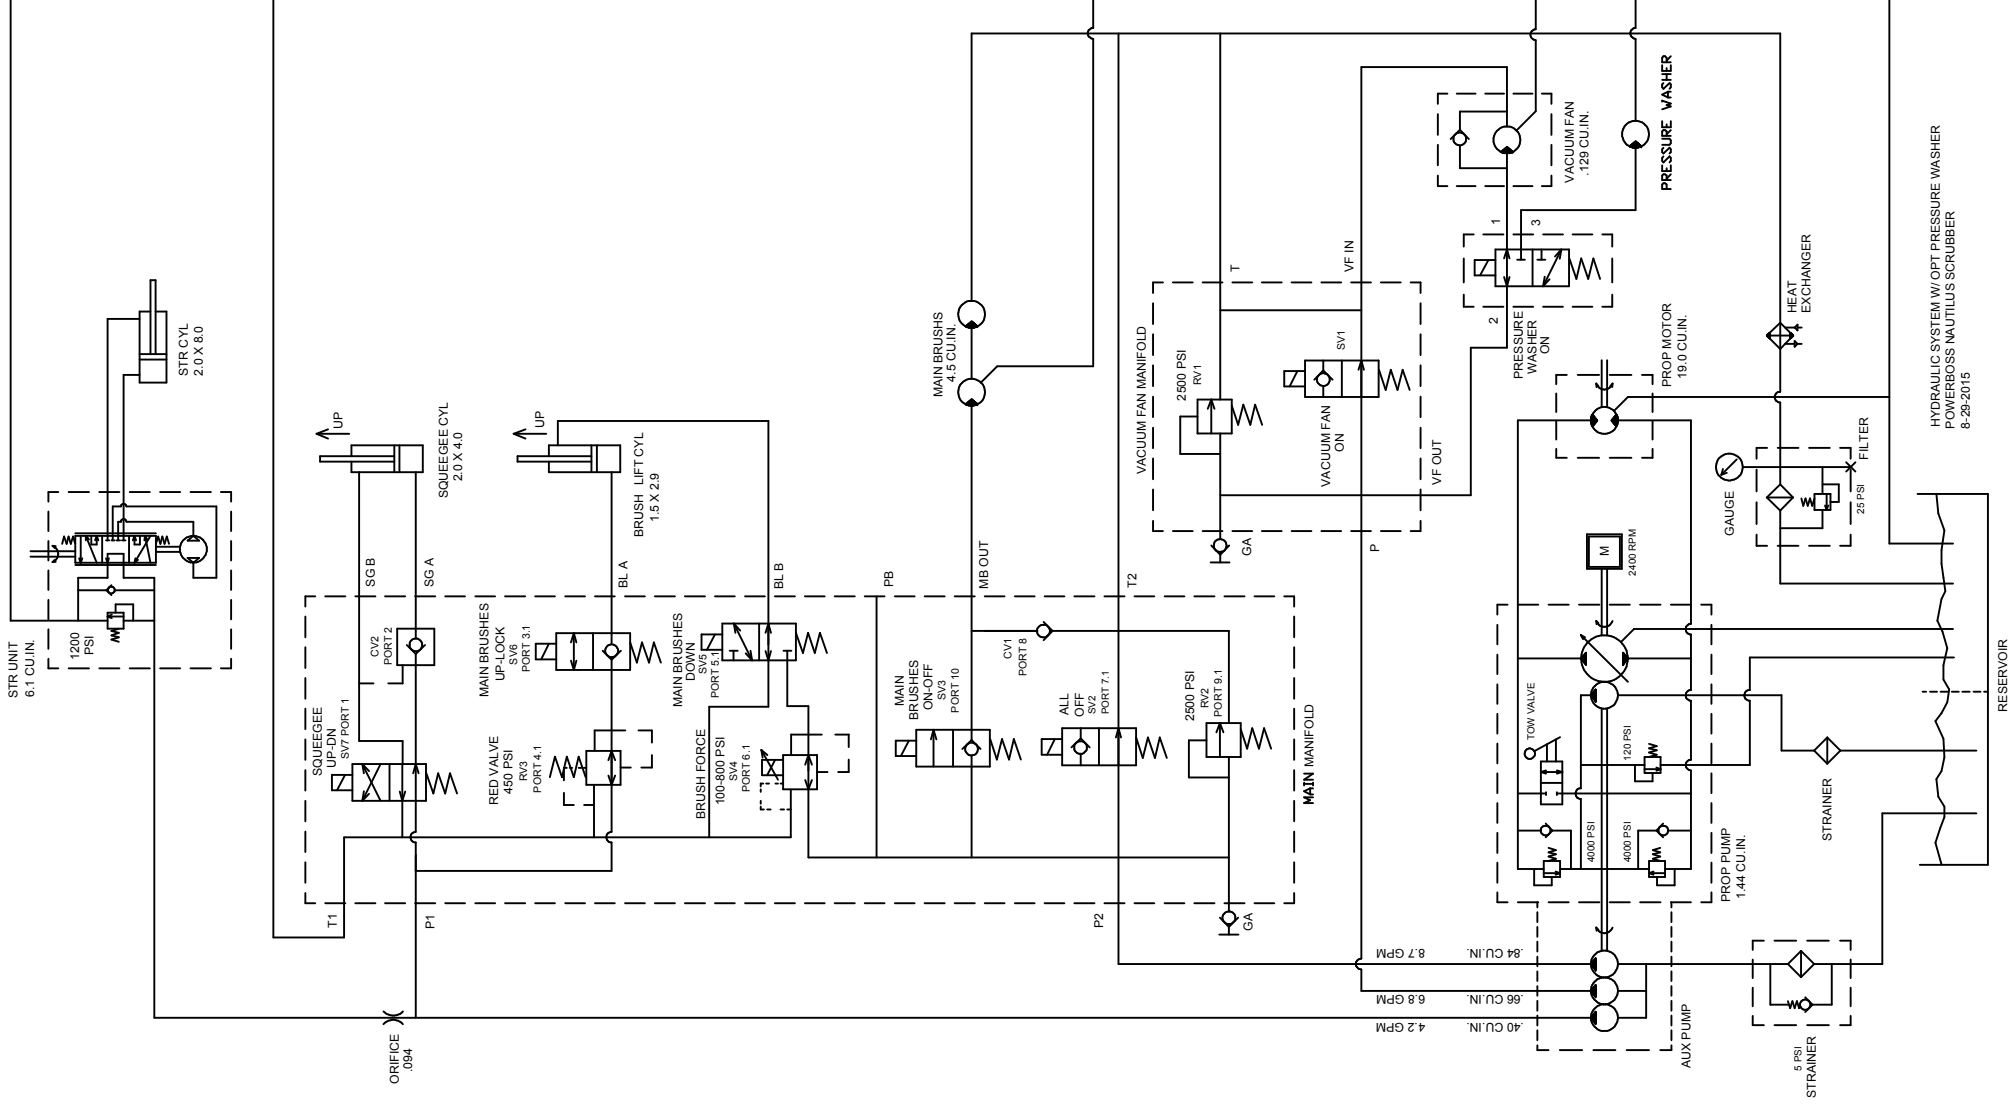 STR UNIT
6.1 CU.IN.
1200
PSI
STR CYL
2.0 X 8.0
UP
SQUEEGEE CYL
2.0 X 4.0
UP
BRUSH LIFT CYL
1.5 X 2.9
SG B
SG A
BL A
BL B
PB
MB OUT
T2
CV2
PORT 2
SQUEEGEE
UP-DN
SV7 PORT 1
MAIN BRUSHES
UP-LOCK
SV6
PORT 3.1
RED VALVE
450 PSI
RV3
PORT 4.1
MAIN BRUSHES
DOWN
SV5
PORT 5.1
BRUSH FORCE
100-800 PSI
SV4
PORT 6.1
MAIN
BRUSHES
ON-OFF
SV3
PORT 10
CV1
PORT 8
ALL
OFF
SV2
PORT 7.1
2500 PSI
RV2
PORT 9.1
MAIN MANIFOLD
T1
P1
P2
GA
ORIFICE
.094
MAIN BRUSHS
4.5 CU.IN.
VACUUM FAN MANIFOLD
2500 PSI
RV1
T
VF IN
SV1
VACUUM FAN
ON
VF OUT
GA
P
VACUUM FAN
.129 CU.IN.
PRESSURE WASHER
1
3
2
PRESSURE
WASHER
ON
PROP MOTOR
19.0 CU.IN.
HEAT
EXCHANGER
GAUGE
FILTER
25 PSI
M
2400 RPM
TOW VALVE
120 PSI
4000 PSI
4000 PSI
PROP PUMP
1.44 CU.IN.
8.7 GPM
.84 CU.IN.
6.8 GPM
.66 CU.IN.
4.2 GPM
.40 CU.IN.
AUX PUMP
STRAINER
5 PSI
STRAINER
RESERVOIR
HYDRAULIC SYSTEM W/ OPT PRESSURE WASHER
POWERBOSS NAUTILUS SCRUBBER
8-29-2015